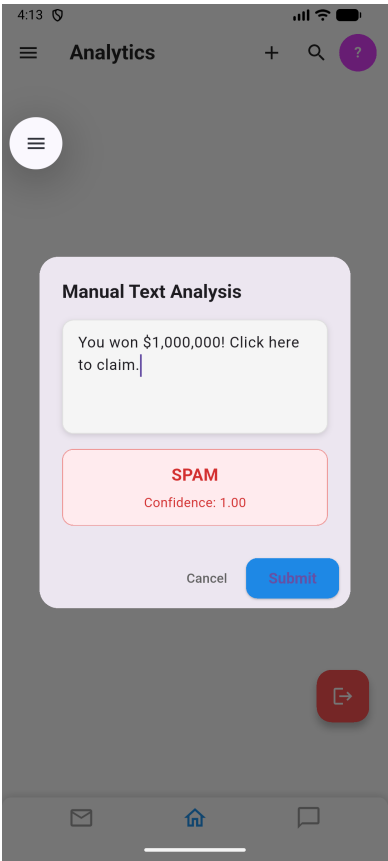 4:13
Analytics
?
Manual Text Analysis
You won $1,000,000! Click here
to claim.
SPAM
Confidence: 1.00
Cancel
Submit